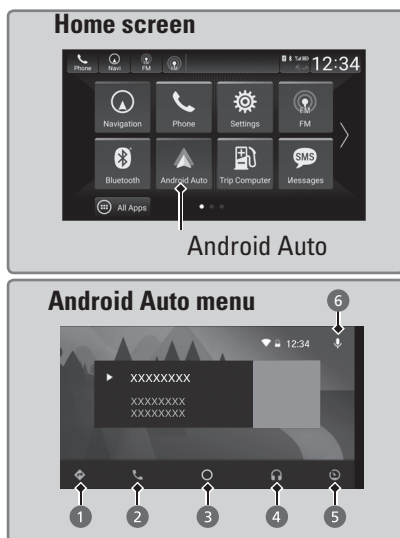 Home screen
Phone Navi FM FM 12:34
Navigation Phone Settings FM
Bluetooth Android Auto Trip Computer Messages
SMS
All Apps
Android Auto
Android Auto menu
6
12:34
XXXXXXXX
XXXXXXXX
XXXXXXXX
1 2 3 4 5